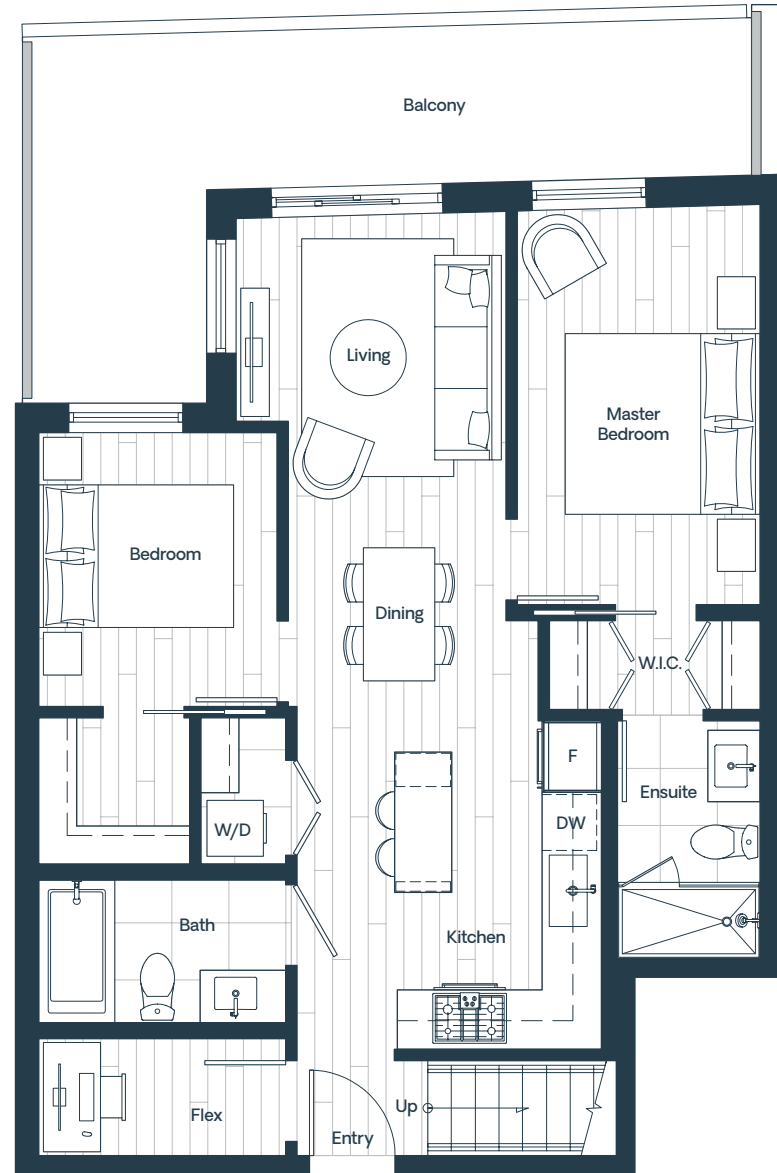 Balcony
Living
Master
Bedroom
Bedroom
Dining
W.I.C.
F
Ensuite
DW
W/D
Bath
Kitchen
Up
Flex
Entry